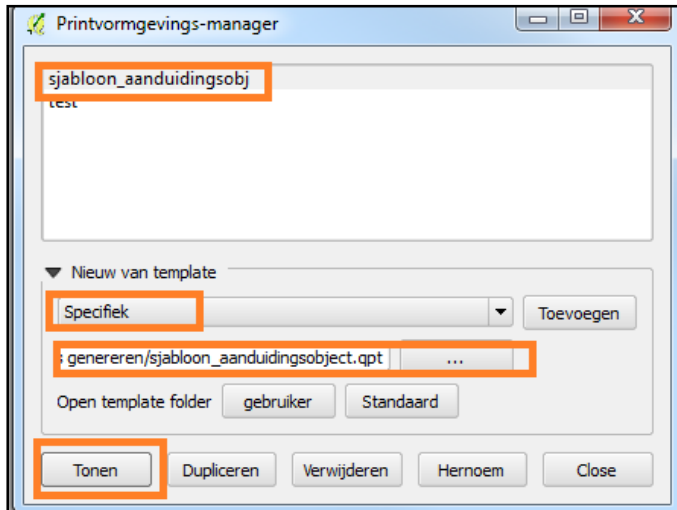 Printvormgevings-manager
sjabloon_aanduidingsobj
test
Nieuw van template
Specifiek
Toevoegen
genereren/sjabloon_aanduidingsobject.qpt
...
Open template folder gebruiker Standaard
Tonen Dupliceren Verwijderen Hernoem Close